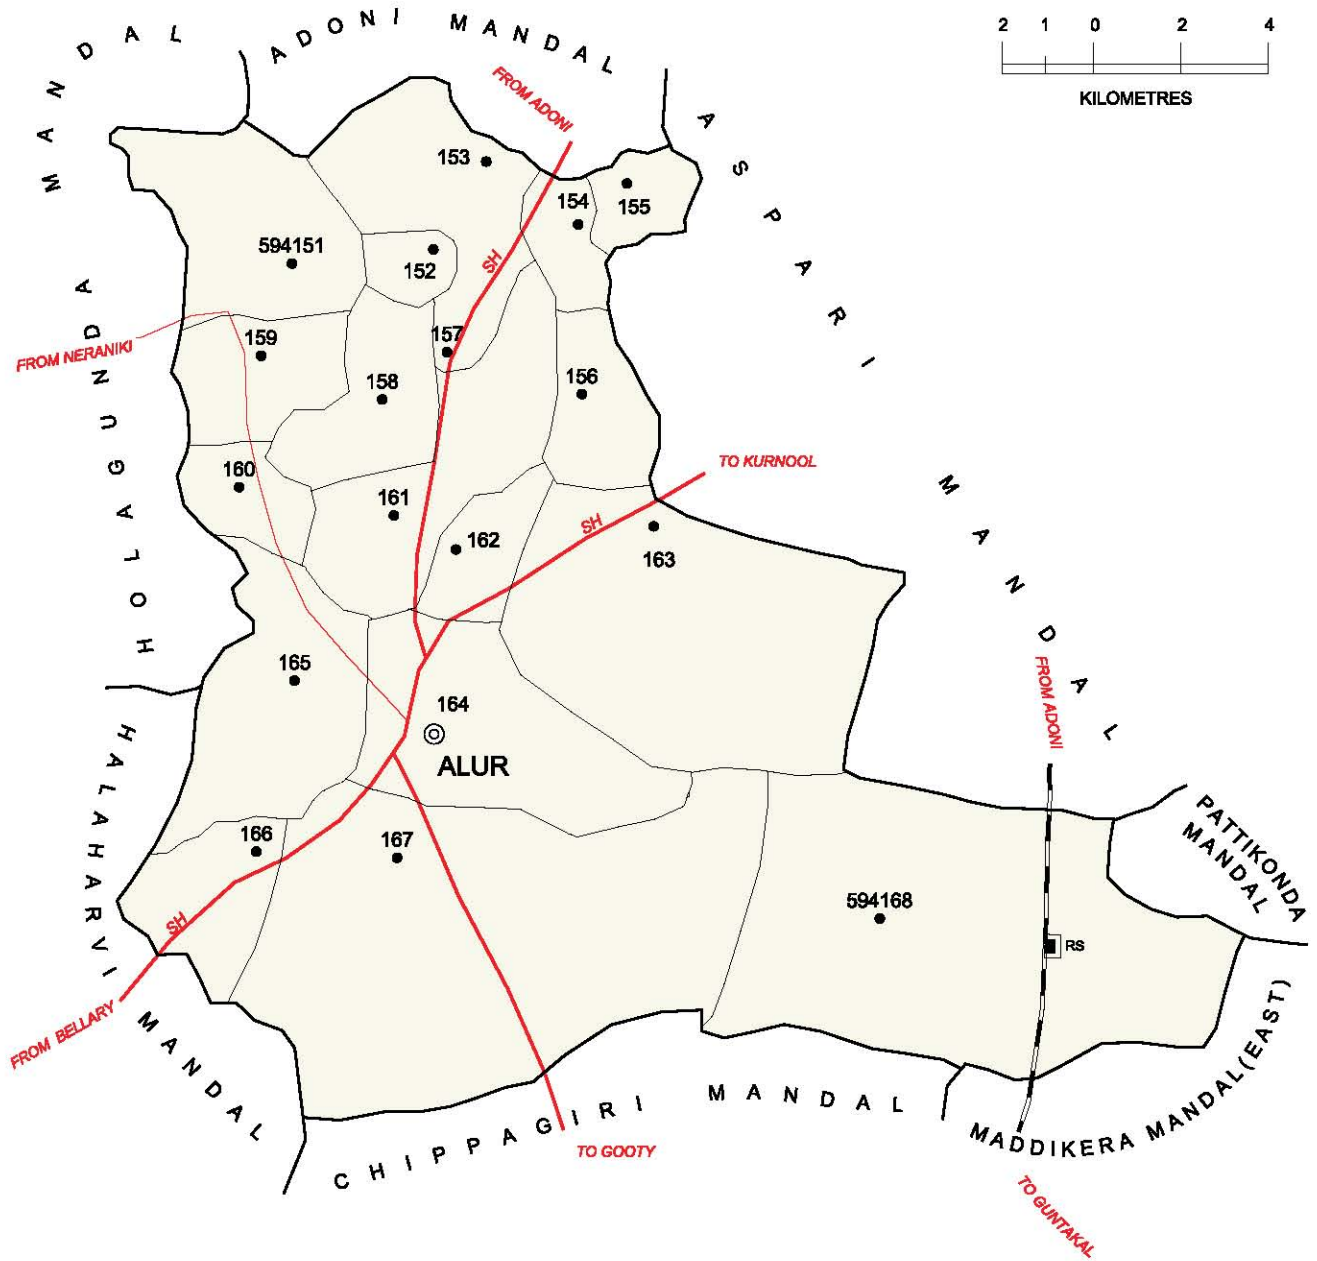 HOLAGUNDA MANDAL
ADONI MANDAL
2 1 0 2 4
KILOMETRES
FROM ADONI
ASPARI MANDAL
153
154
155
594151
152
SH
159
157
FROM NERANIKI
158
156
160
TO KURNOOL
161
SH
162
163
165
FROM ADONI
164
ALUR
HALAHARVI MANDAL
PATTIKONDA
MANDAL
166
167
594168
SH
RS
FROM BELLARY
CHIPPAGIRI MANDAL
MADDIKERA MANDAL(EAST)
TO GOOTY
TO GUNTAKAL